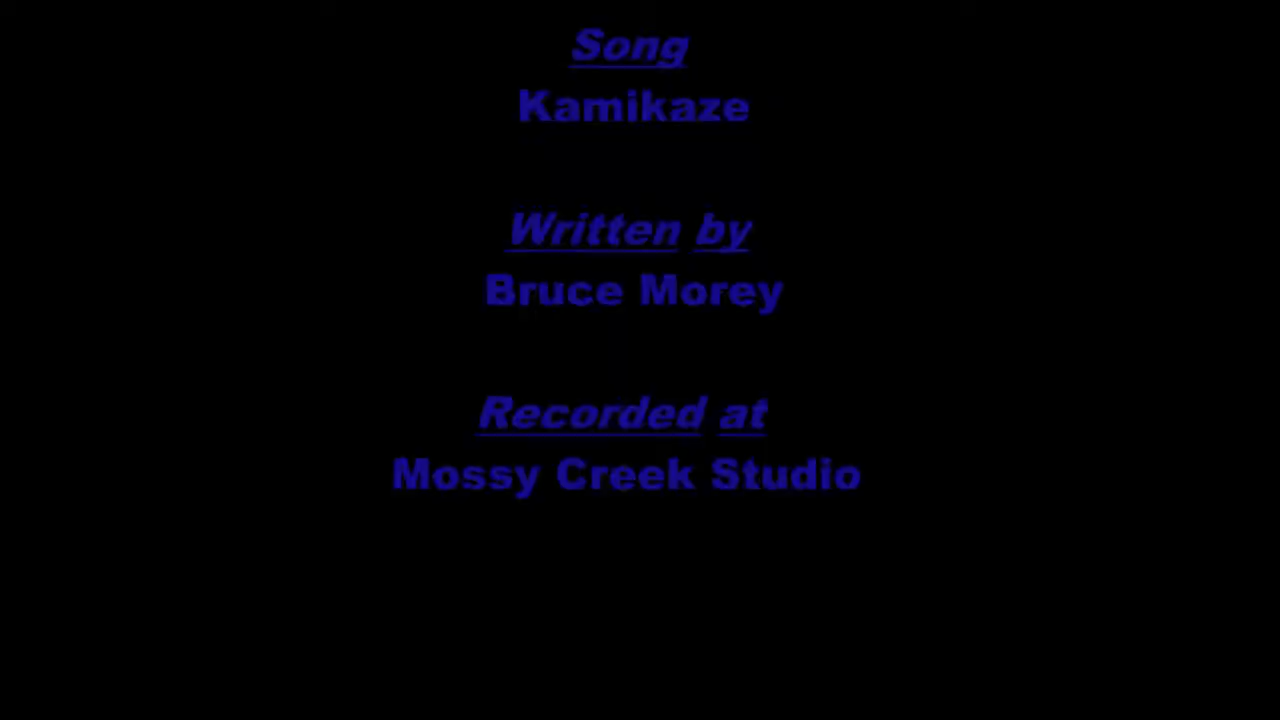 Song
Kamikaze
Written by
Bruce Morey
Recorded at
Mossy Creek Studio